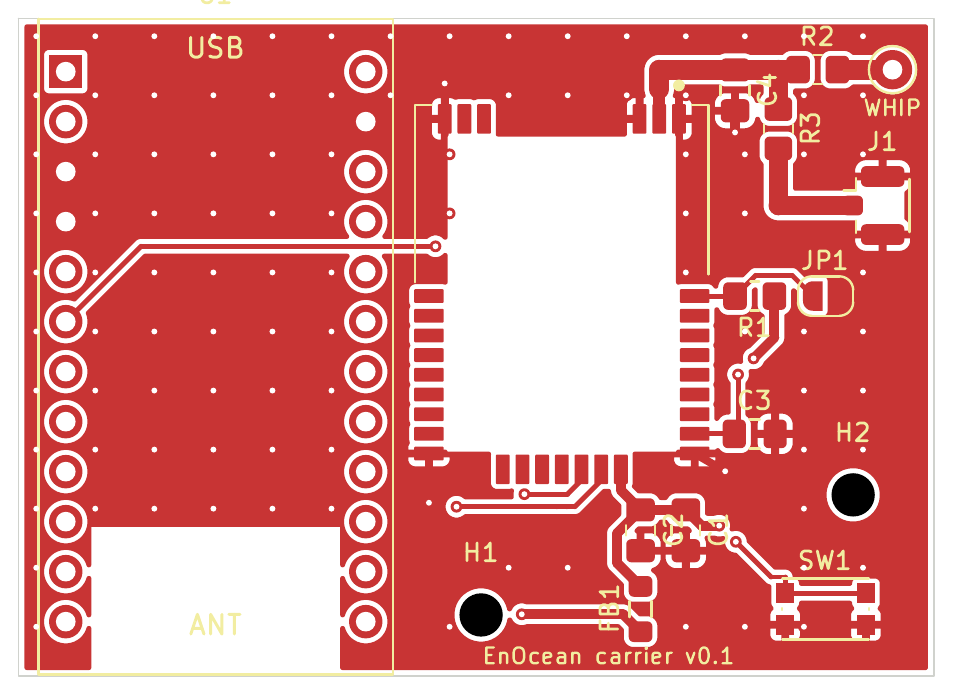 U1
R2
USB
C4
WHIP
R3
J1
JP1
R1
C3
H2
C2
C1
H1
SW1
FB1
ANT
EnOcean carrier v0.1